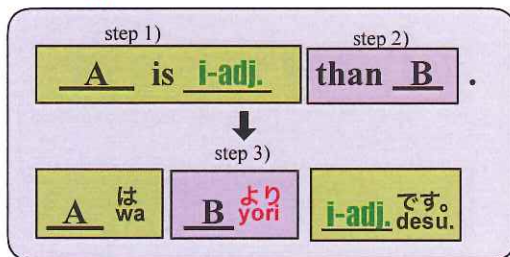 step 1)
step 2)
A is i-adj. than B .
step 3)
A は B より i-adj. です。
wa yori desu.